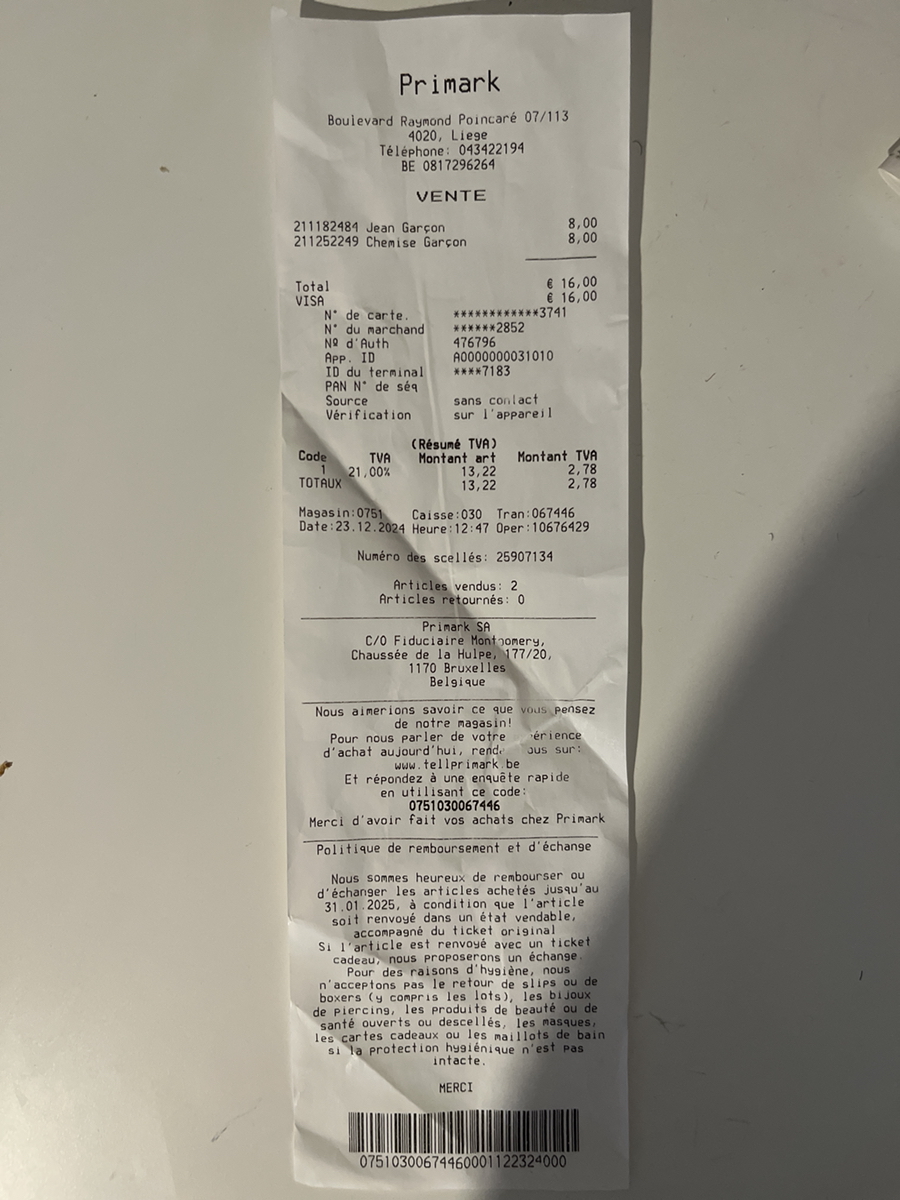 Primark
Boulevard Raymond Poincaré 07/113
4020, Liege
Téléphone: 043422194
BE 0817296264
VENTE
211182484 Jean Garçon 8,00
211252249 Chemise Garçon 8,00
Total € 16,00
VISA € 16,00
N° de carte. ************3741
N° du marchand ******2852
Nº d'Auth 476796
App. ID A0000000031010
ID du terminal ****7183
PAN N° de séq
Source sans contact
Vérification sur l'appareil
(Résumé TVA)
Code TVA Montant art Montant TVA
1 21,00% 13,22 2,78
TOTAUX 13,22 2,78
Magasin:0751 Caisse:030 Tran:067446
Date:23.12.2024 Heure:12:47 Oper:10676429
Numéro des scellés: 25907134
Articles vendus: 2
Articles retournés: 0
Primark SA
C/O Fiduciaire Montgomery,
Chaussée de la Hulpe, 177/20,
1170 Bruxelles
Belgique
Nous aimerions savoir ce que vous pensez
de notre magasin!
Pour nous parler de votre
d'achat aujourd'hui, sur:
www.tellprimark.be
Et répondez à une enquête rapide
en utilisant ce code:
0751030067446
Merci d'avoir fait vos achats chez Primark
Politique de remboursement et d'échange
Nous sommes heureux de rembourser ou
d'échanger les articles achetés jusqu'au
31.01.2025, à condition que l'article
soit renvoyé dans un état vendable,
accompagné du ticket original
Si l'article est renvoyé avec un ticket
cadeau, nous proposerons un échange.
Pour des raisons d'hygiène, nous
n'acceptons pas le retour de slips ou de
boxers (y compris les lots), les bijoux
de piercing, les produits de beauté ou de
santé ouverts ou descellés, les masques,
les cartes cadeaux ou les maillots de bain
si la protection hygiénique n'est pas
intacte.
MERCI
07510300674460001122324000